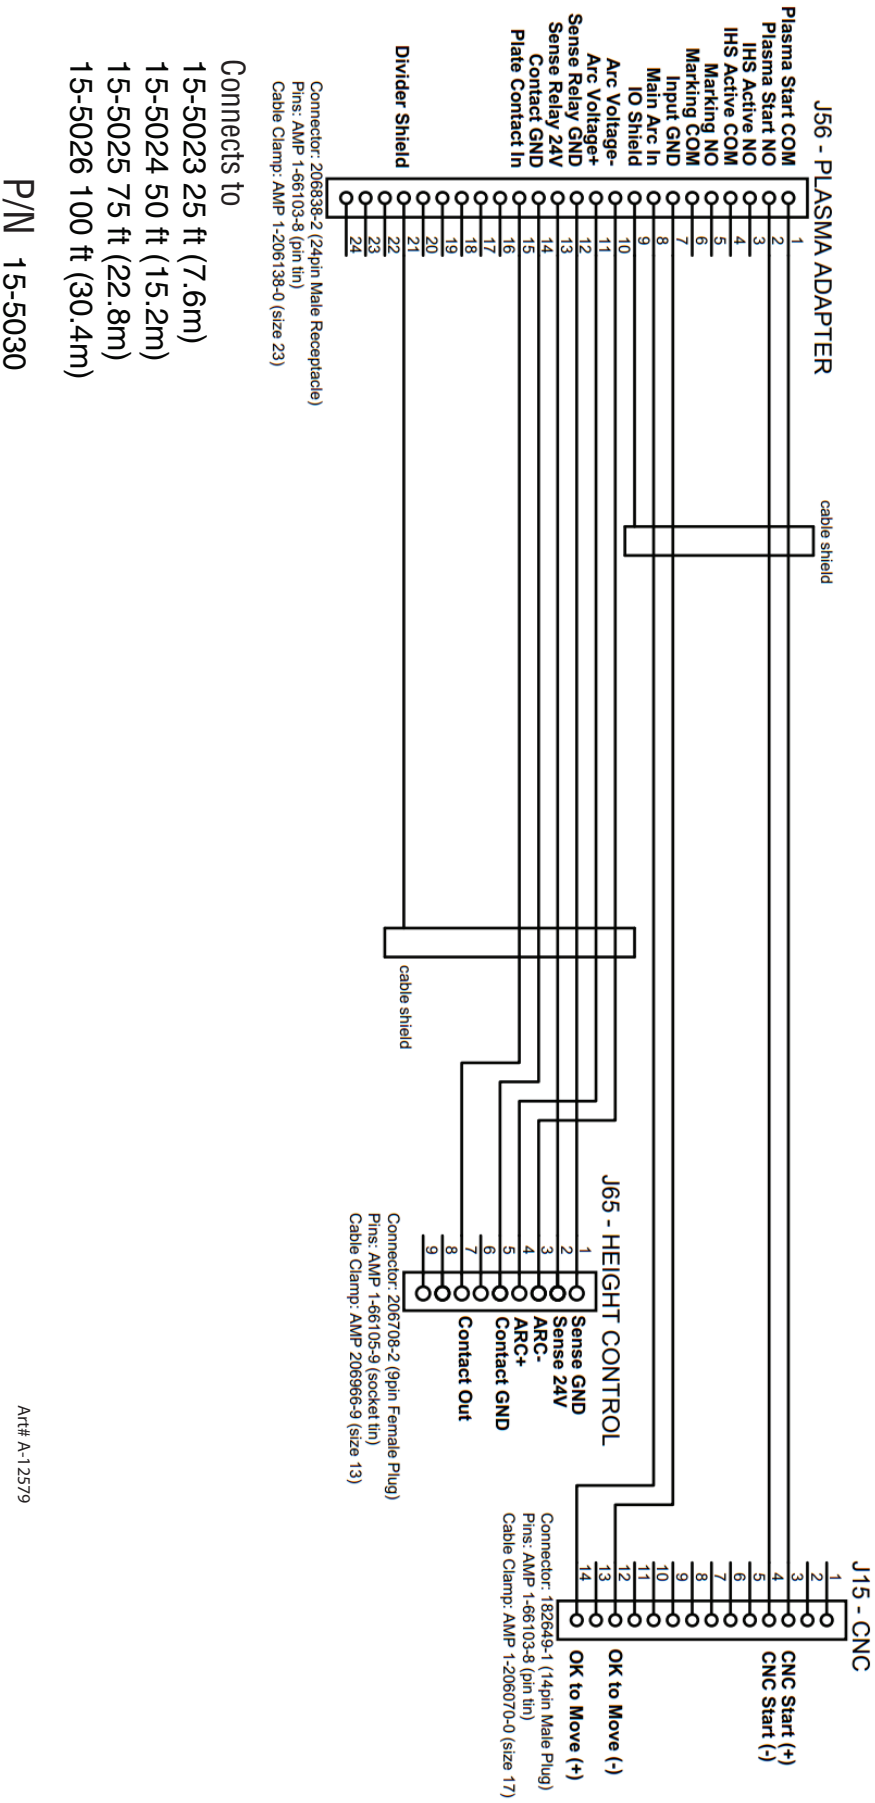 J56 - PLASMA ADAPTER
Plasma Start COM
Plasma Start NO
IHS Active NO
IHS Active COM
Marking NO
Marking COM
Input GND
Main Arc In
IO Shield
Arc Voltage-
Arc Voltage+
Sense Relay GND
Sense Relay 24V
Contact GND
Plate Contact In
Divider Shield
1
2
3
4
5
6
7
8
9
10
11
12
13
14
15
16
17
18
19
20
21
22
23
24
Connector: 206838-2 (24pin Male Receptacle)
Pins: AMP 1-66103-8 (pin tin)
Cable Clamp: AMP 1-206138-0 (size 23)
cable shield
cable shield
J65 - HEIGHT CONTROL
1
2
3
4
5
6
7
8
9
Sense GND
Sense 24V
ARC-
ARC+
Contact GND
Contact Out
Connector: 206708-2 (9pin Female Plug)
Pins: AMP 1-66105-9 (socket tin)
Cable Clamp: AMP 206966-9 (size 13)
J15 - CNC
1
2
3
4
5
6
7
8
9
10
11
12
13
14
CNC Start (+)
CNC Start (-)
OK to Move (-)
OK to Move (+)
Connector: 182649-1 (14pin Male Plug)
Pins: AMP 1-66103-8 (pin tin)
Cable Clamp: AMP 1-206070-0 (size 17)
Connects to
15-5023 25 ft (7.6m)
15-5024 50 ft (15.2m)
15-5025 75 ft (22.8m)
15-5026 100 ft (30.4m)
P/N 15-5030
Art# A-12579